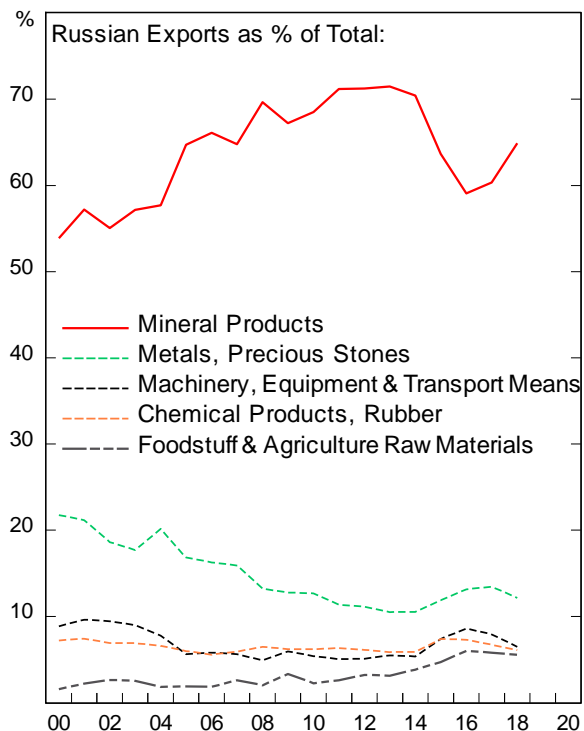 %
Russian Exports as % of Total:
70
60
50
Mineral Products
40
Metals, Precious Stones
Machinery, Equipment & Transport Means
Chemical Products, Rubber
30
Foodstuff & Agriculture Raw Materials
20
10
00 02 04 06 08 10 12 14 16 18 20